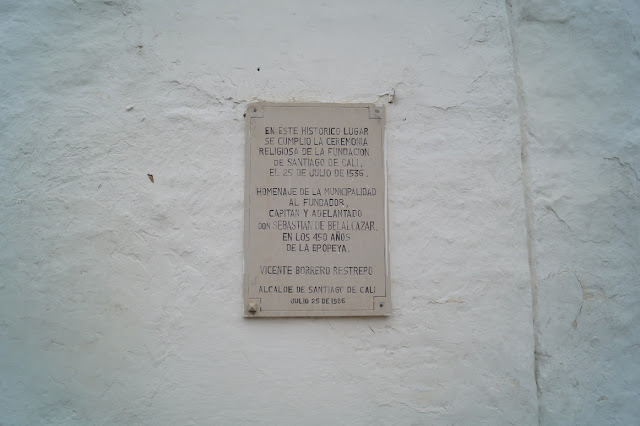 EN ESTE HISTORICO LUGAR
SE CUMPLIO LA CEREMONIA
RELIGIOSA DE LA FUNDACION
DE SANTIAGO DE CALI,
EL 25 DE JULIO DE 1536.
HOMENAJE DE LA MUNICIPALIDAD
AL FUNDADOR,
CAPITAN Y ADELANTADO
DON SEBASTIAN DE BELALCAZAR,
EN LOS 450 AÑOS
DE LA EPOPEYA.
VICENTE BORRERO RESTREPO
ALCALDE DE SANTIAGO DE CALI
JULIO 25 DE 1986